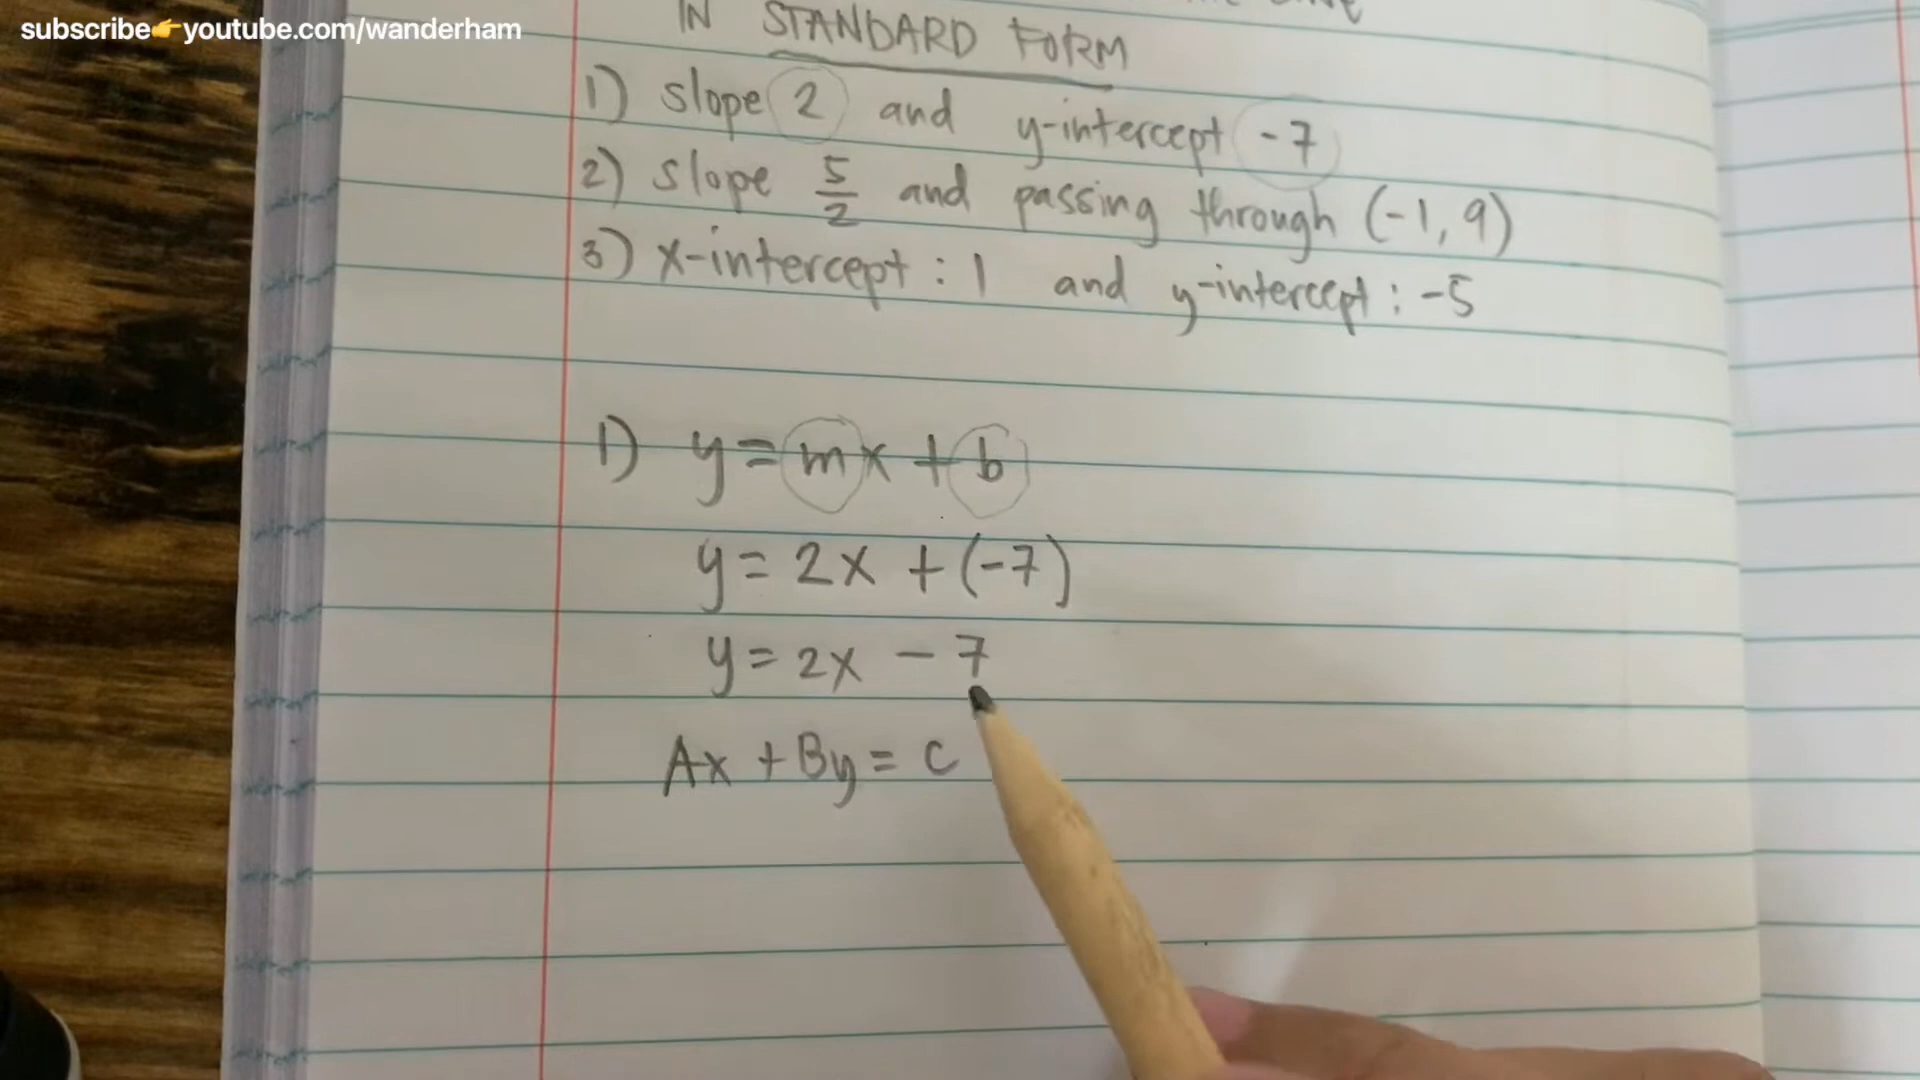 subscribe👉youtube.com/wanderham
IN STANDARD FORM
1) slope 2 and y-intercept -7
2) slope 5/2 and passing through (-1, 9)
3) x-intercept : 1 and y-intercept : -5
1) y = mx + b
y = 2x + (-7)
y = 2x - 7
Ax + By = C